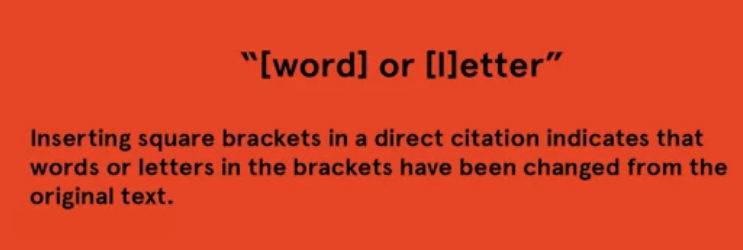 “[word] or [l]etter”
Inserting square brackets in a direct citation indicates that
words or letters in the brackets have been changed from the
original text.